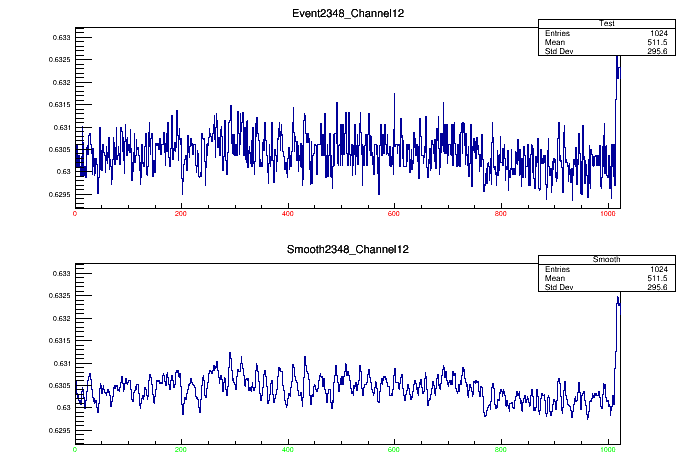 Event2348_Channel12
Test
Entries 1024
Mean 511.5
Std Dev 295.6
0.633
0.6325
0.632
0.6315
0.631
0.6305
0.63
0.6295
0 200 400 600 800 1000
Smooth2348_Channel12
Smooth
Entries 1024
Mean 511.5
Std Dev 295.6
0.633
0.6325
0.632
0.6315
0.631
0.6305
0.63
0.6295
0 200 400 600 800 1000